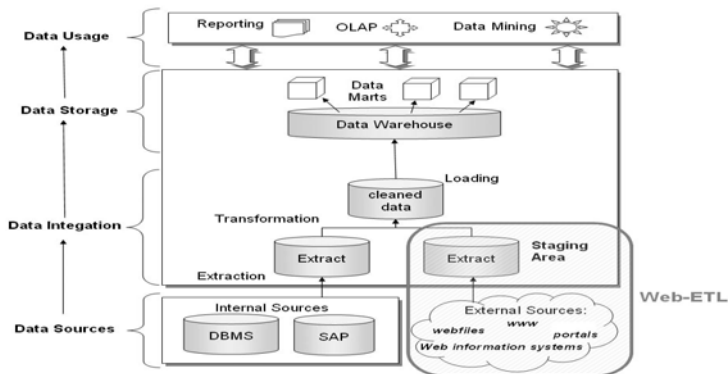 Reporting
OLAP
Data Mining
Data Usage
Data Storage
Data
Marts
Data Warehouse
Loading
cleaned
data
Data Integation
Transformation
Extract
Extract
Staging
Area
Extraction
Web-ETL
Internal Sources
DBMS
SAP
Data Sources
External Sources:
www
webfiles
portals
Web information systems